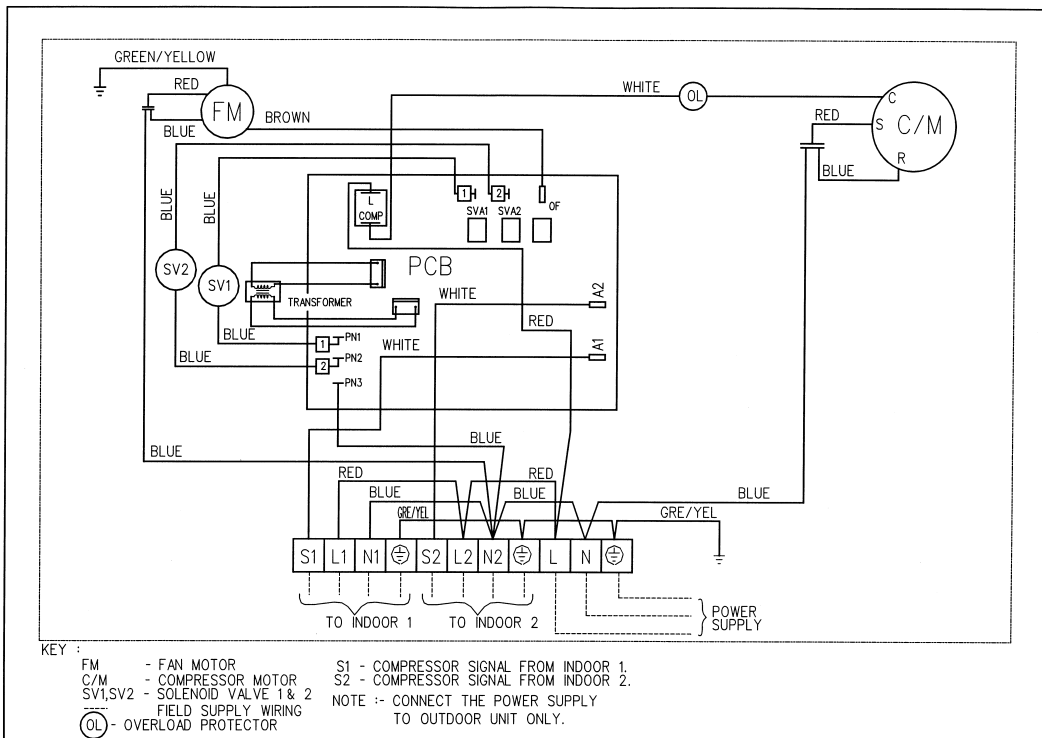 GREEN/YELLOW
RED
FM
BLUE
BROWN
WHITE
OL
C
S
R
C/M
RED
BLUE
BLUE
BLUE
L
COMP
1
2
SVA1
SVA2
OF
SV2
SV1
PCB
TRANSFORMER
WHITE
A2
RED
BLUE
PN1
1
WHITE
A1
BLUE
PN2
2
PN3
BLUE
BLUE
RED
RED
BLUE
BLUE
BLUE
GRE/YEL
GRE/YEL
S1 L1 N1 S2 L2 N2 L N
TO INDOOR 1
TO INDOOR 2
POWER
SUPPLY
KEY :
FM - FAN MOTOR
C/M - COMPRESSOR MOTOR
SV1,SV2 - SOLENOID VALVE 1 & 2
FIELD SUPPLY WIRING
OL - OVERLOAD PROTECTOR
S1 - COMPRESSOR SIGNAL FROM INDOOR 1.
S2 - COMPRESSOR SIGNAL FROM INDOOR 2.
NOTE :- CONNECT THE POWER SUPPLY
TO OUTDOOR UNIT ONLY.